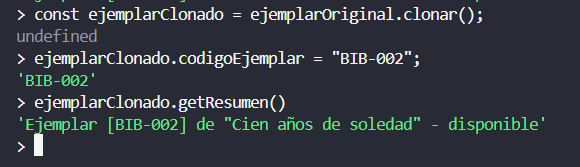 > const ejemplarClonado = ejemplarOriginal.clonar();
undefined
> ejemplarClonado.codigoEjemplar = "BIB-002";
'BIB-002'
> ejemplarClonado.getResumen()
'Ejemplar [BIB-002] de "Cien años de soledad" - disponible'
>